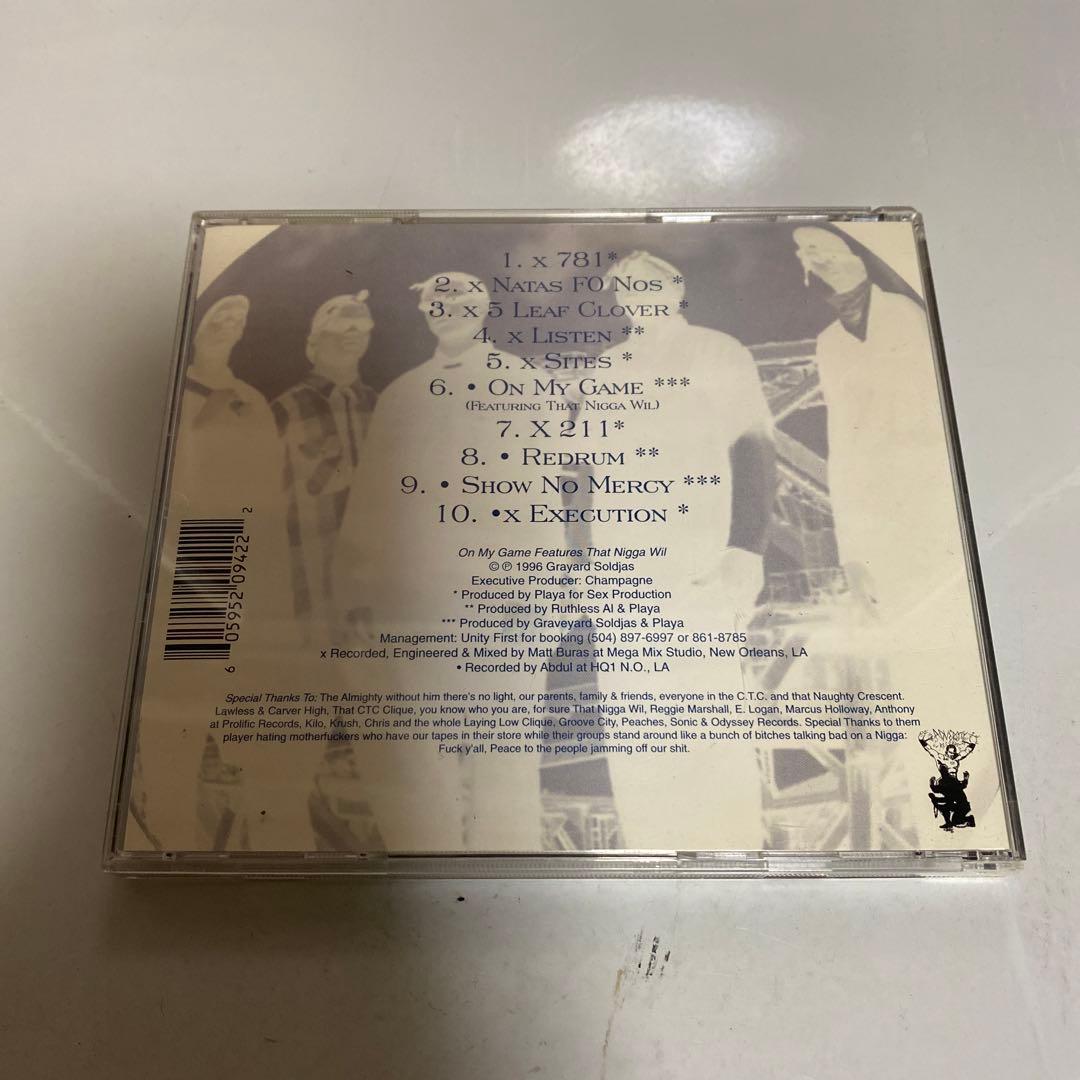 1. x 781*
2. x Natas FO Nos *
3. x 5 Leaf Clover *
4. x Listen **
5. x Sites *
6. • On My Game ***
(Featuring That Nigga Wil)
7. X 211*
8. • Redrum **
9. • Show No Mercy ***
10. •x Execution *
On My Game Features That Nigga Wil
© ℗ 1996 Grayard Soldjas
Executive Producer: Champagne
* Produced by Playa for Sex Production
** Produced by Ruthless Al & Playa
*** Produced by Graveyard Soldjas & Playa
Management: Unity First for booking (504) 897-6997 or 861-8785
x Recorded, Engineered & Mixed by Matt Buras at Mega Mix Studio, New Orleans, LA
• Recorded by Abdul at HQ1 N.O., LA
Special Thanks To: The Almighty without him there's no light, our parents, family & friends, everyone in the C.T.C. and that Naughty Crescent.
Lawless & Carver High, That CTC Clique, you know who you are, for sure That Nigga Wil, Reggie Marshall, E. Logan, Marcus Holloway, Anthony
at Prolific Records, Kilo, Krush, Chris and the whole Laying Low Clique, Groove City, Peaches, Sonic & Odyssey Records. Special Thanks to them
player hating motherfuckers who have our tapes in their store while their groups stand around like a bunch of bitches talking bad on a Nigga:
Fuck y'all, Peace to the people jamming off our shit.
6 05952 09422 2